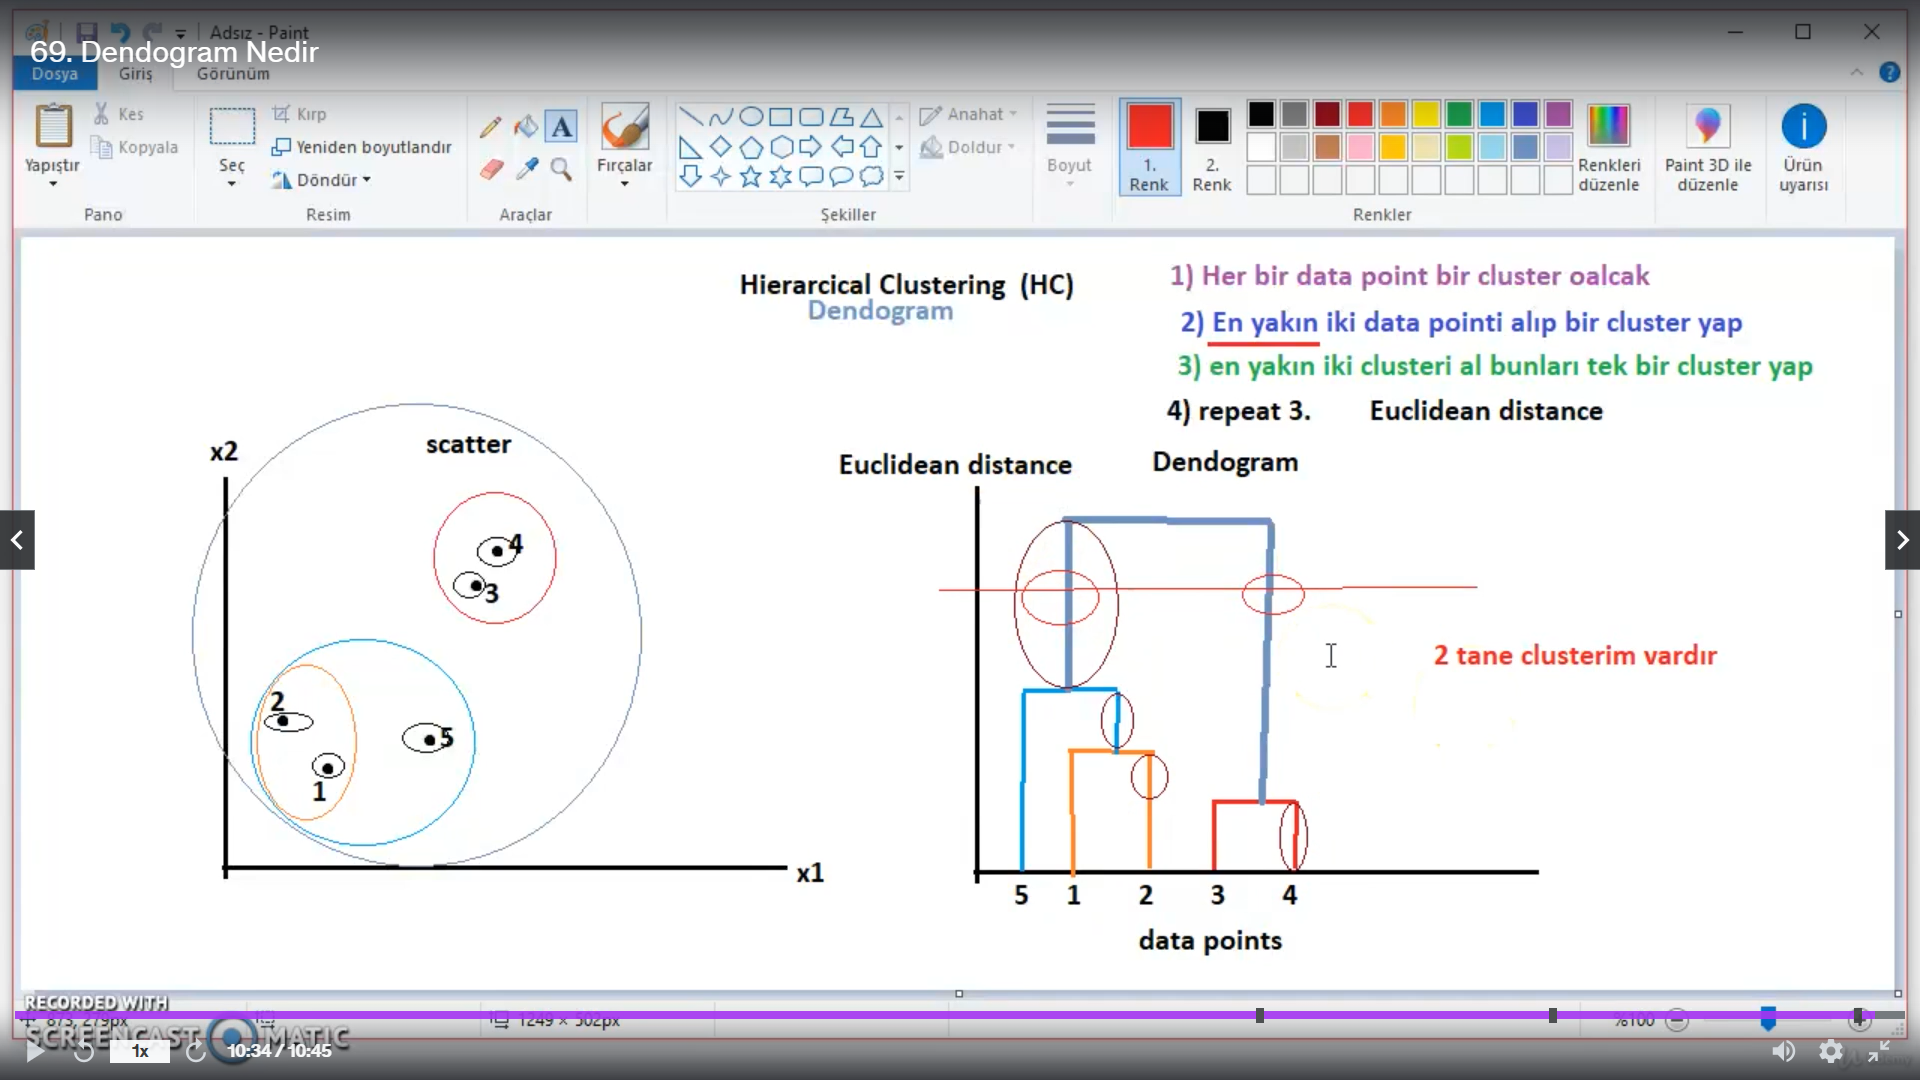 Adsız - Paint
69. Dendogram Nedir
Dosya
Giriş
Görünüm
Yapıştır
Kes
Kopyala
Pano
Seç
Kırp
Yeniden boyutlandır
Döndür
Resim
A
Araçlar
Fırçalar
Şekiller
Anahat
Doldur
Boyut
1.
Renk
2.
Renk
Renkleri
düzenle
Renkler
Paint 3D ile
düzenle
Ürün
uyarısı
Hierarcical Clustering (HC)
Dendogram
1) Her bir data point bir cluster oalcak
2) En yakın iki data pointi alıp bir cluster yap
3) en yakın iki clusteri al bunları tek bir cluster yap
4) repeat 3. Euclidean distance
x2
scatter
4
3
2
5
1
x1
Euclidean distance
Dendogram
2 tane clusterim vardır
5 1 2 3 4
data points
RECORDED WITH
SCREENCAST MATIC
873, 279px
1249 × 502px
%100
1x
10:34 / 10:45